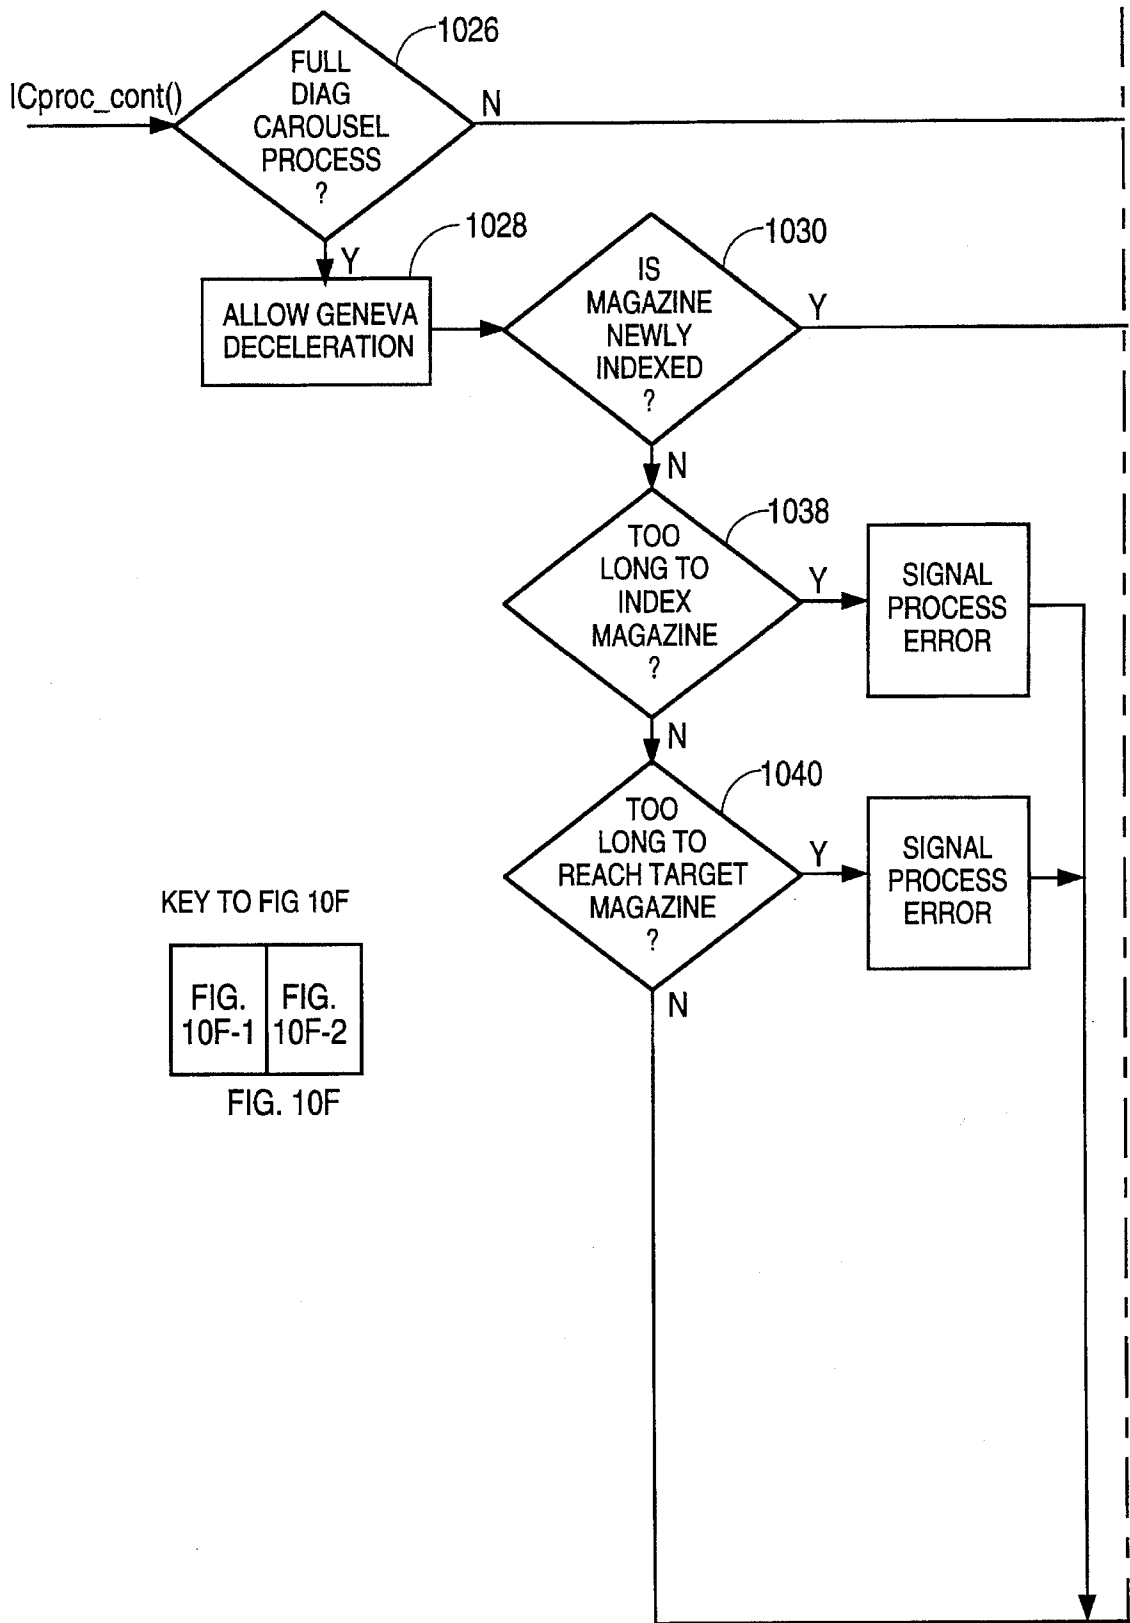 1026
FULL
DIAG
CAROUSEL
PROCESS
?
ICproc_cont()
N
Y
1028
ALLOW GENEVA
DECELERATION
1030
IS
MAGAZINE
NEWLY
INDEXED
?
Y
N
1038
TOO
LONG TO
INDEX
MAGAZINE
?
Y
SIGNAL
PROCESS
ERROR
N
1040
TOO
LONG TO
REACH TARGET
MAGAZINE
?
Y
SIGNAL
PROCESS
ERROR
N
KEY TO FIG 10F
FIG.
10F-1
FIG.
10F-2
FIG. 10F